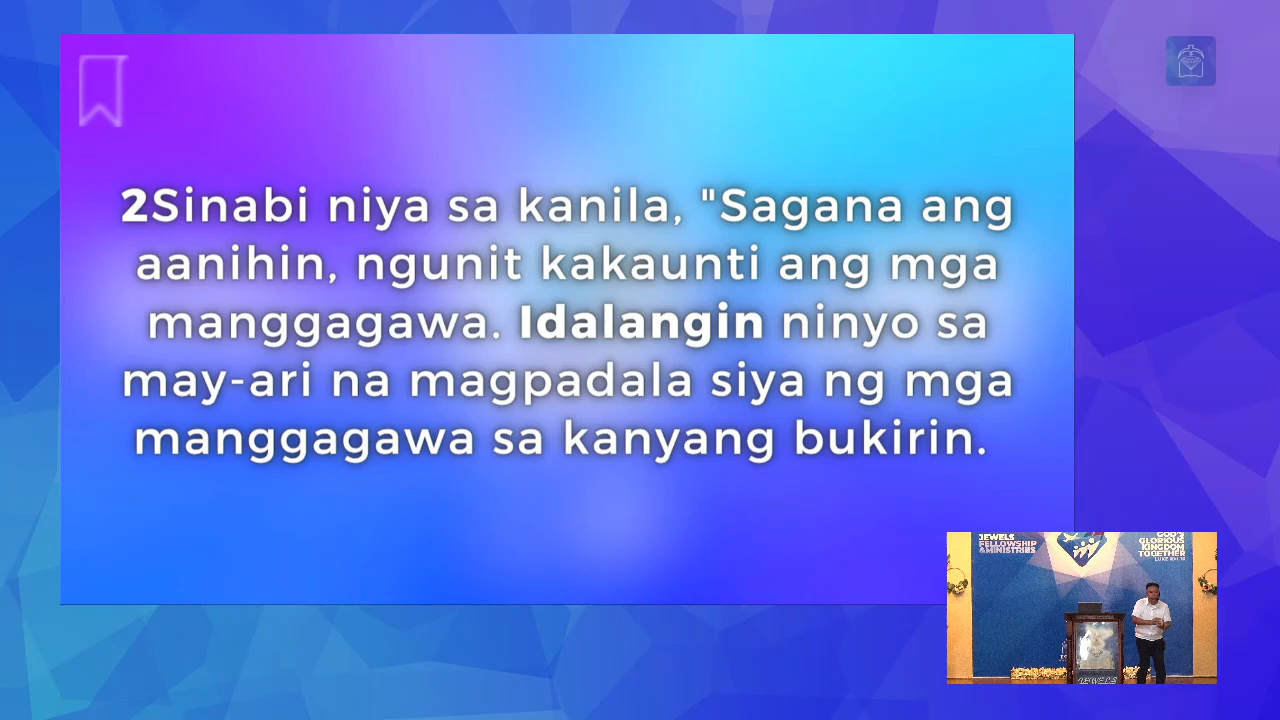 2Sinabi niya sa kanila, "Sagana ang
aanihin, ngunit kakaunti ang mga
manggagawa. Idalangin ninyo sa
may-ari na magpadala siya ng mga
manggagawa sa kanyang bukirin.
JEWELS
FELLOWSHIP
& MINISTRIES
GOD'S
GLORIOUS
KINGDOM
TOGETHER
JEWELS